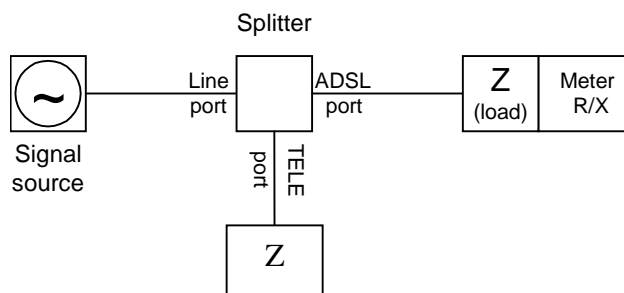 Splitter
~
Line
port
ADSL
port
Z
(load)
Meter
R/X
Signal
source
TELE
port
Z